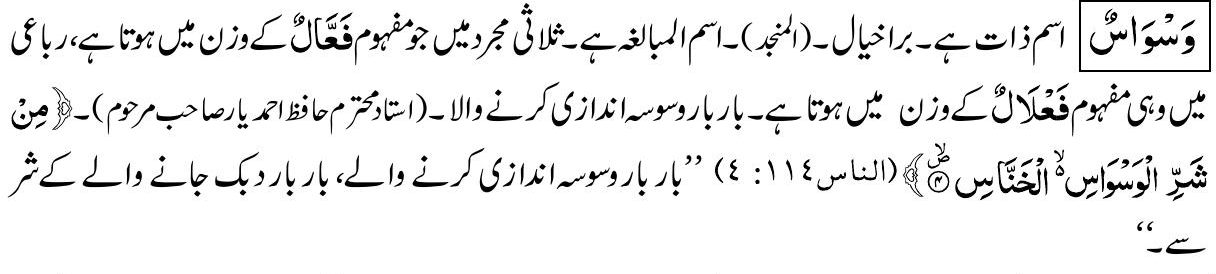 وَسْوَاسٌ اسم ذات ہے۔ برا خیال۔ (المنجد)۔ اسم المبالغہ ہے۔ ثلاثی مجرد میں جو مفہوم فَعَّالٌ کے وزن میں ہوتا ہے، رباعی
میں وہی مفہوم فَعْلَالٌ کے وزن میں ہوتا ہے۔ بار بار وسوسہ اندازی کرنے والا۔ (استاد محترم حافظ احمد یار صاحب مرحوم)۔ ﴿مِنْ
شَرِّ الْوَسْوَاسِ ۙ۬ الْخَنَّاسِ ۪ۙ۴﴾ (الناس ١١٤: ٤) ’’بار بار وسوسہ اندازی کرنے والے، بار بار دبک جانے والے کے شر
سے۔‘‘